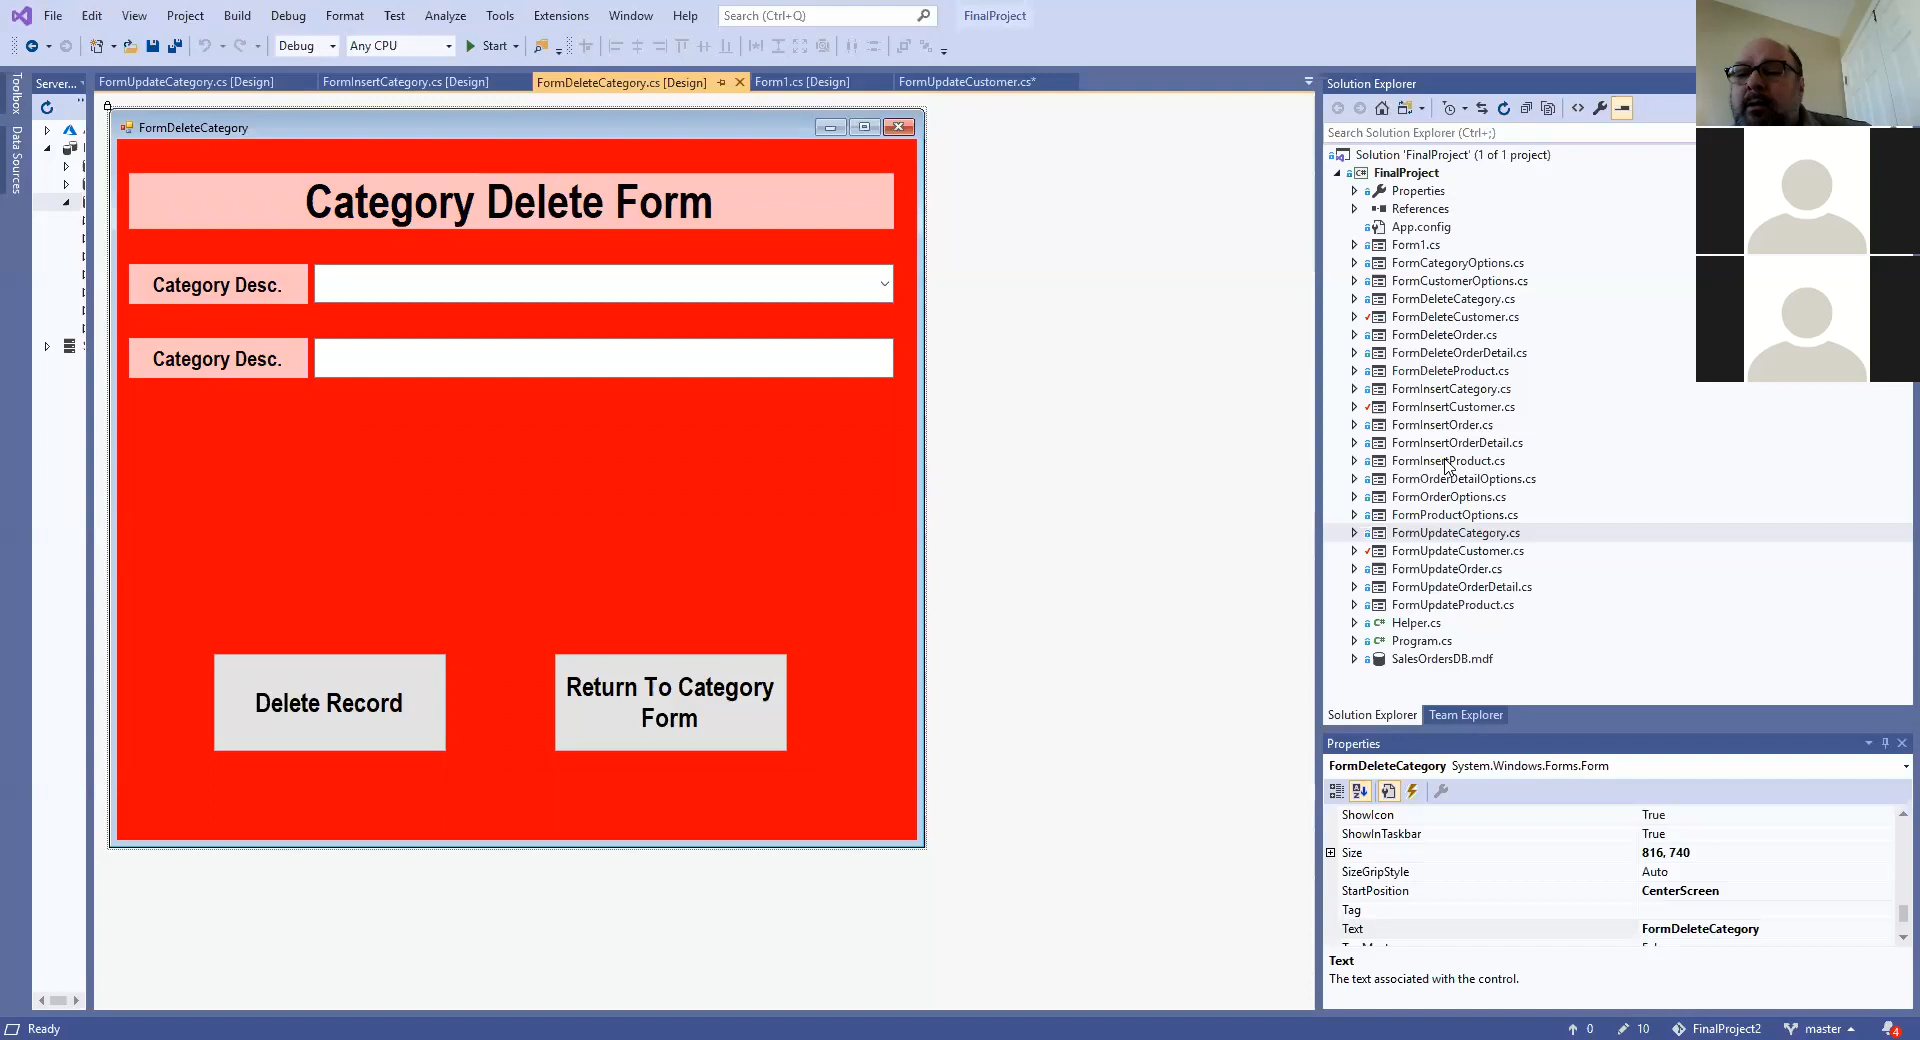 File Edit View Project Build Debug Format Test Analyze Tools Extensions Window Help Search (Ctrl+Q) FinalProject
Debug Any CPU Start
Toolbox
Data Sources
Server...
FormUpdateCategory.cs [Design] FormInsertCategory.cs [Design] FormDeleteCategory.cs [Design] Form1.cs [Design] FormUpdateCustomer.cs*
FormDeleteCategory
Category Delete Form
Category Desc.
Category Desc.
Delete Record
Return To Category
Form
Solution Explorer
Search Solution Explorer (Ctrl+;)
Solution 'FinalProject' (1 of 1 project)
FinalProject
Properties
References
App.config
Form1.cs
FormCategoryOptions.cs
FormCustomerOptions.cs
FormDeleteCategory.cs
FormDeleteCustomer.cs
FormDeleteOrder.cs
FormDeleteOrderDetail.cs
FormDeleteProduct.cs
FormInsertCategory.cs
FormInsertCustomer.cs
FormInsertOrder.cs
FormInsertOrderDetail.cs
FormInsertProduct.cs
FormOrderDetailOptions.cs
FormOrderOptions.cs
FormProductOptions.cs
FormUpdateCategory.cs
FormUpdateCustomer.cs
FormUpdateOrder.cs
FormUpdateOrderDetail.cs
FormUpdateProduct.cs
Helper.cs
Program.cs
SalesOrdersDB.mdf
Solution Explorer Team Explorer
Properties
FormDeleteCategory System.Windows.Forms.Form
ShowIcon True
ShowInTaskbar True
Size 816, 740
SizeGripStyle Auto
StartPosition CenterScreen
Tag
Text FormDeleteCategory
Text
The text associated with the control.
Ready 0 10 FinalProject2 master 4